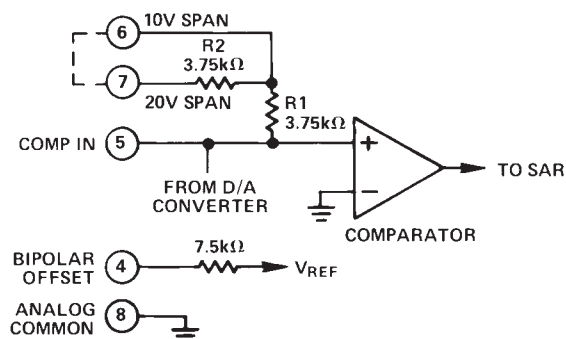 10V SPAN
6
R2
3.75kΩ
7
20V SPAN
R1
3.75kΩ
COMP IN
5
+
−
TO SAR
FROM D/A
CONVERTER
COMPARATOR
BIPOLAR
OFFSET
4
7.5kΩ
VREF
ANALOG
COMMON
8